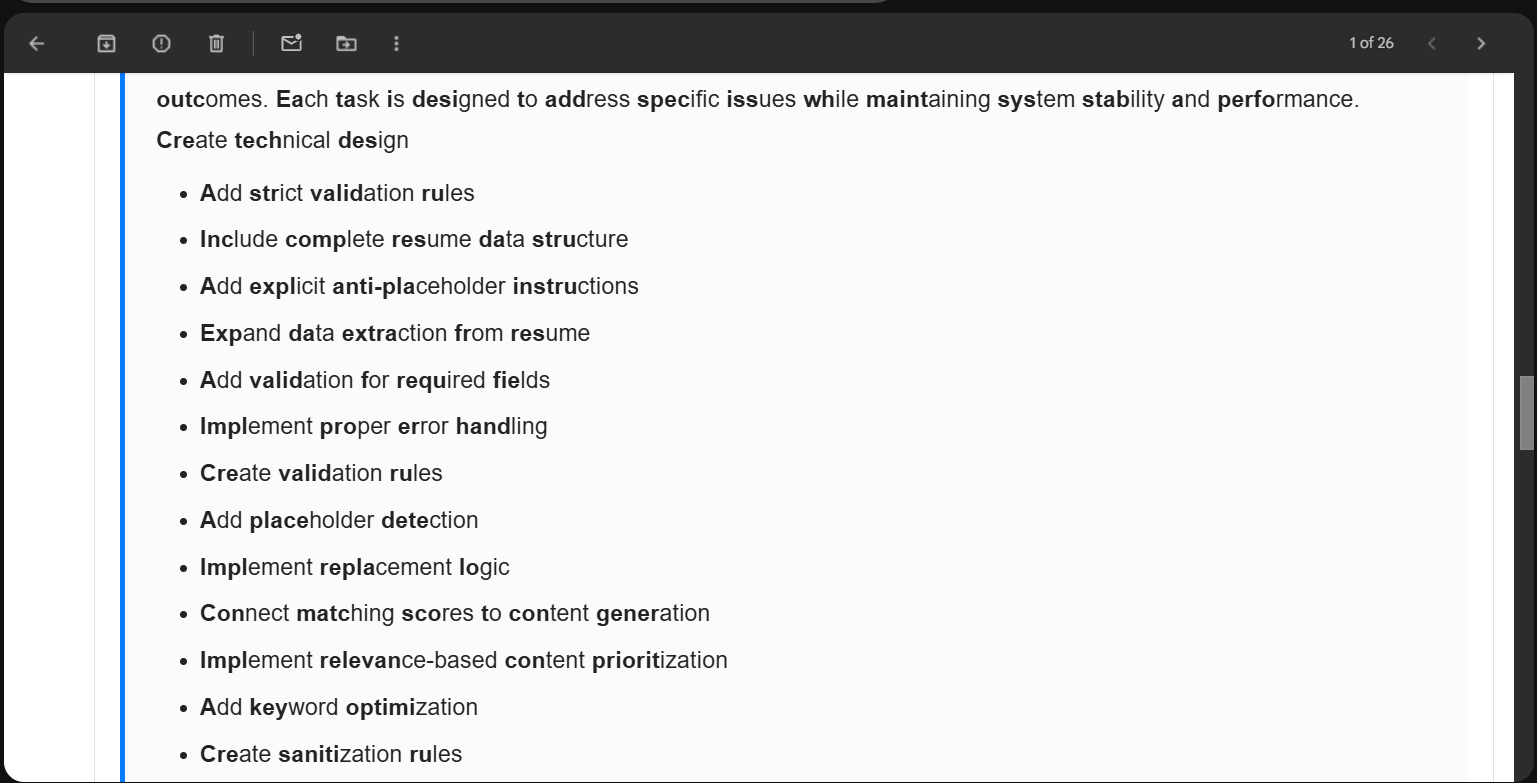 1 of 26
outcomes. Each task is designed to address specific issues while maintaining system stability and performance.
Create technical design
• Add strict validation rules
• Include complete resume data structure
• Add explicit anti-placeholder instructions
• Expand data extraction from resume
• Add validation for required fields
• Implement proper error handling
• Create validation rules
• Add placeholder detection
• Implement replacement logic
• Connect matching scores to content generation
• Implement relevance-based content prioritization
• Add keyword optimization
• Create sanitization rules